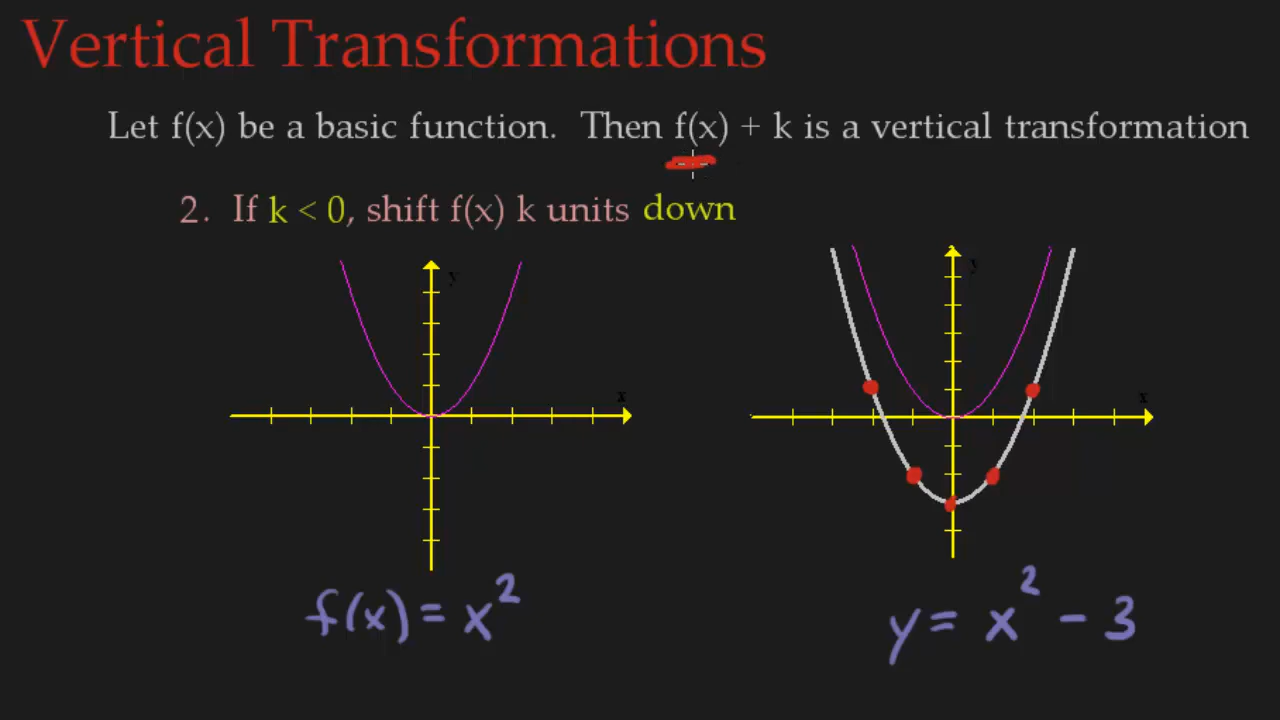 Vertical Transformations
Let f(x) be a basic function. Then f(x) + k is a vertical transformation
2. If k < 0, shift f(x) k units down
y
y
x
x
f(x) = x²
y = x² - 3